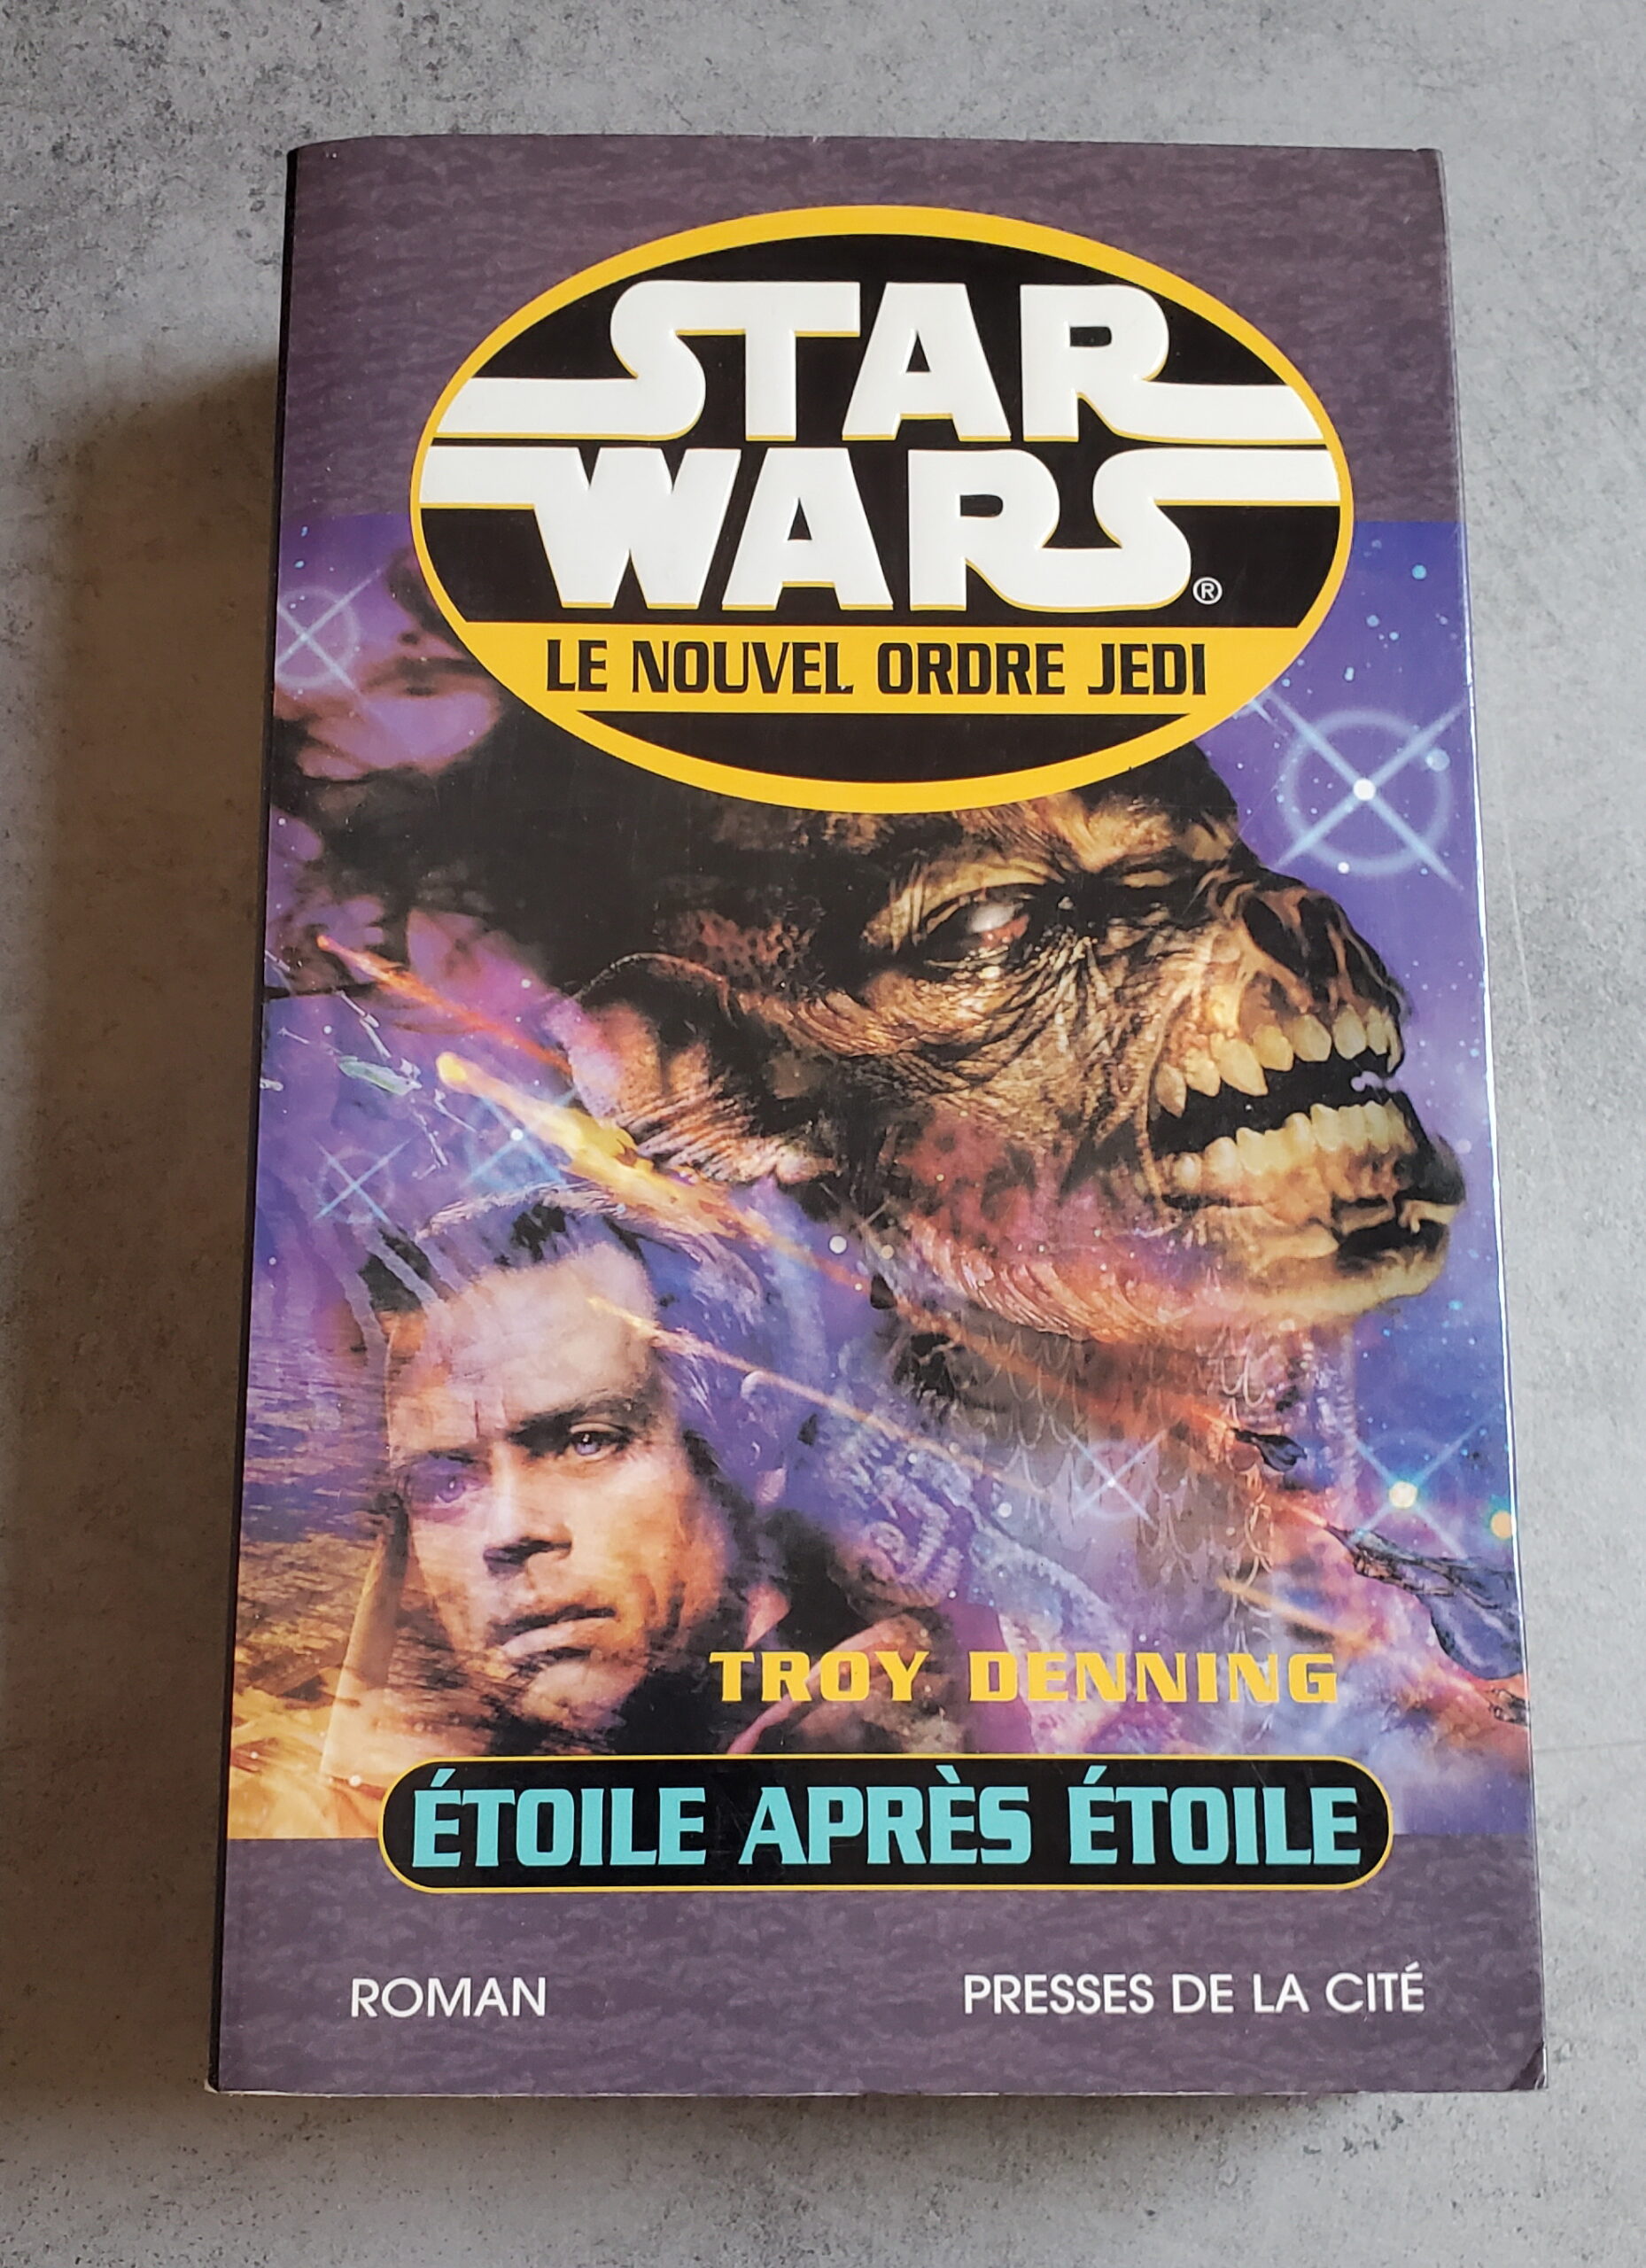 STAR
WARS®
LE NOUVEL ORDRE JEDI
TROY DENNING
ÉTOILE APRÈS ÉTOILE
ROMAN PRESSES DE LA CITÉ